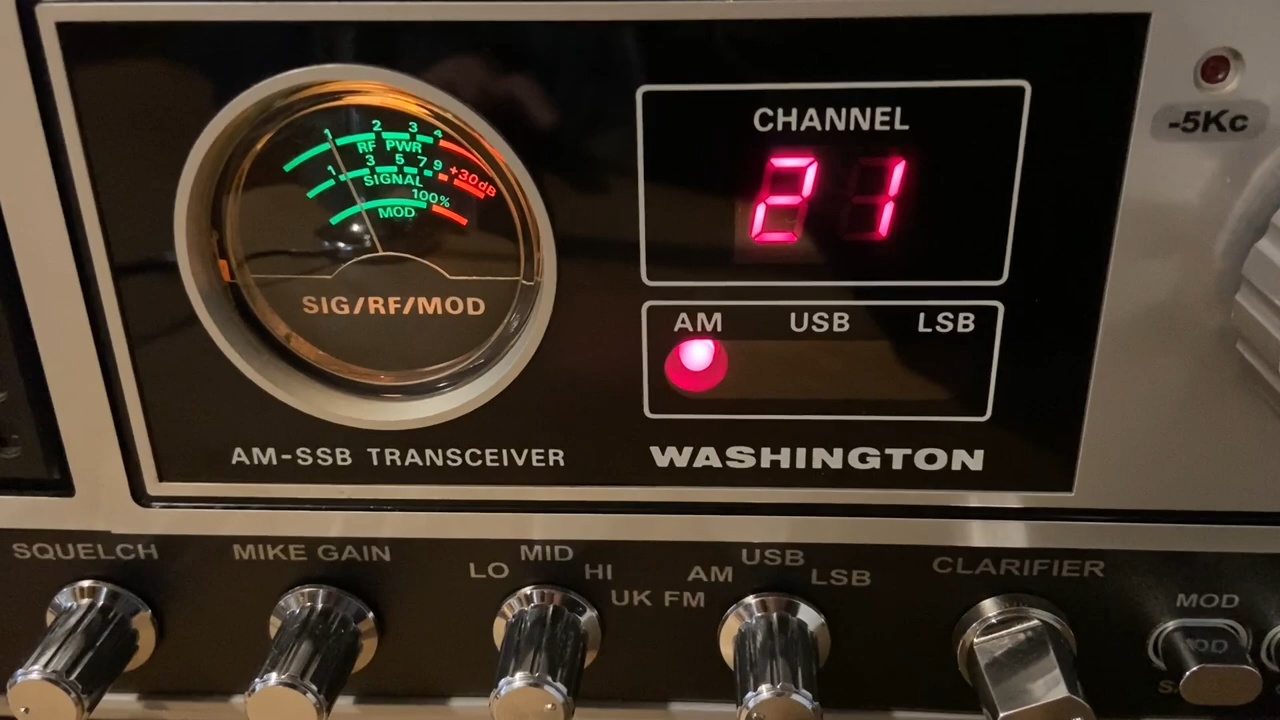 CHANNEL
21
-5Kc
1 2 3 4
RF PWR
1 3 5 7 9 +30dB
SIGNAL
100%
MOD
SIG/RF/MOD
AM USB LSB
AM-SSB TRANSCEIVER
WASHINGTON
SQUELCH
MIKE GAIN
LO MID HI
UK FM AM USB LSB
CLARIFIER
MOD